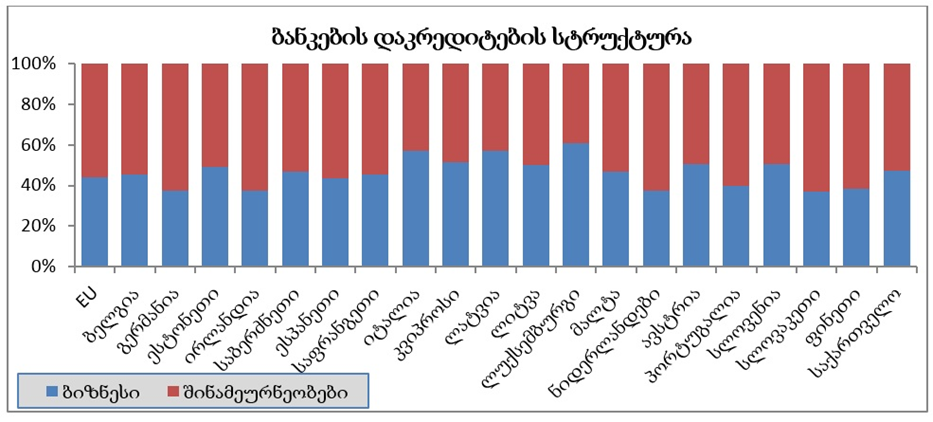 ბანკების დაკრედიტების სტრუქტურა
100%
80%
60%
40%
20%
0%
EU
ბელგია
გერმანია
ესტონეთი
ირლანდია
საბერძნეთი
ესპანეთი
საფრანგეთი
იტალია
კვიპროსი
ლატვია
ლიტვა
ლუქსემბურგი
მალტა
ნიდერლანდები
ავსტრია
პორტუგალია
სლოვენია
სლოვაკეთი
ფინეთი
საქართველო
ბიზნესი შინამეურნეობები